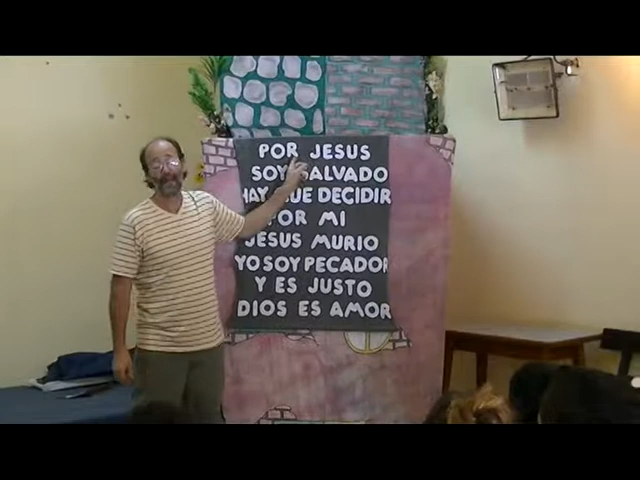 POR JESUS
SOY SALVADO
HAY QUE DECIDIR
POR MI
JESUS MURIO
YO SOY PECADOR
Y ES JUSTO
DIOS ES AMOR